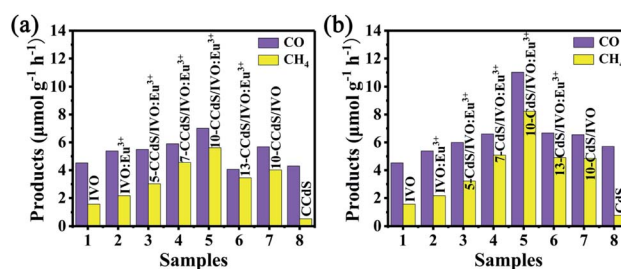 (a)
Products (μmol g⁻¹ h⁻¹)
14
12
10
8
6
4
2
0
CO
CH₄
IVO
IVO:Eu³⁺
5-CCdS/IVO:Eu³⁺
7-CCdS/IVO:Eu³⁺
10-CCdS/IVO:Eu³⁺
13-CCdS/IVO:Eu³⁺
10-CCdS/IVO
CCdS
1 2 3 4 5 6 7 8
Samples
(b)
Products (μmol g⁻¹ h⁻¹)
14
12
10
8
6
4
2
0
CO
CH₄
IVO
IVO:Eu³⁺
5-CdS/IVO:Eu³⁺
7-CdS/IVO:Eu³⁺
10-CdS/IVO:Eu³⁺
13-CdS/IVO:Eu³⁺
10-CdS/IVO
CdS
1 2 3 4 5 6 7 8
Samples